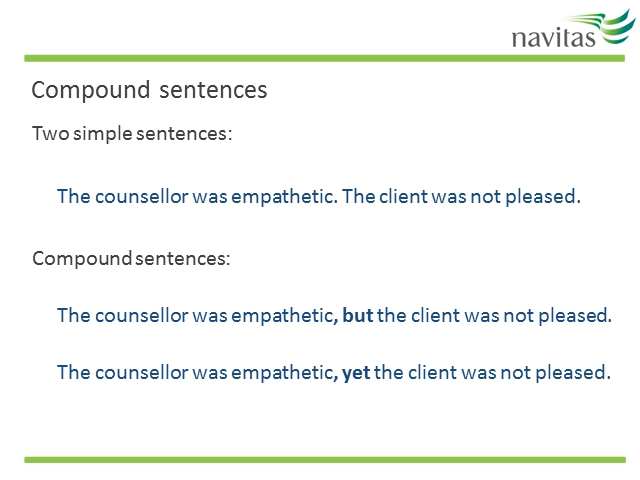 navitas
Compound sentences
Two simple sentences:
The counsellor was empathetic. The client was not pleased.
Compound sentences:
The counsellor was empathetic, but the client was not pleased.
The counsellor was empathetic, yet the client was not pleased.